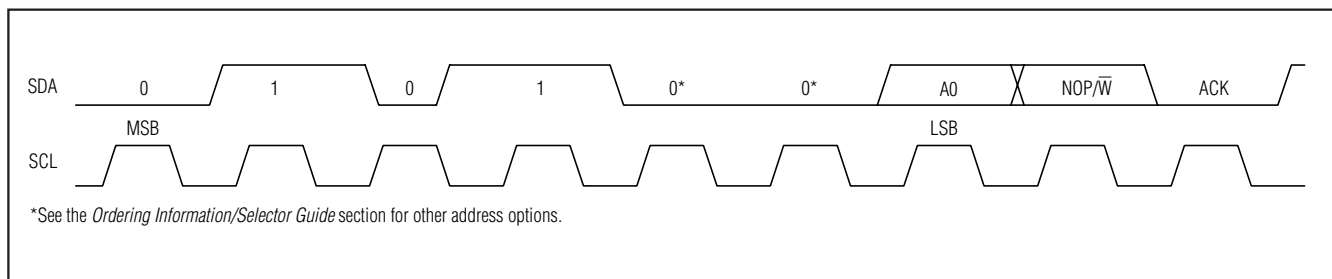 SDA 0 1 0 1 0* 0* A0 NOP/W̅ ACK
MSB LSB
SCL
*See the Ordering Information/Selector Guide section for other address options.